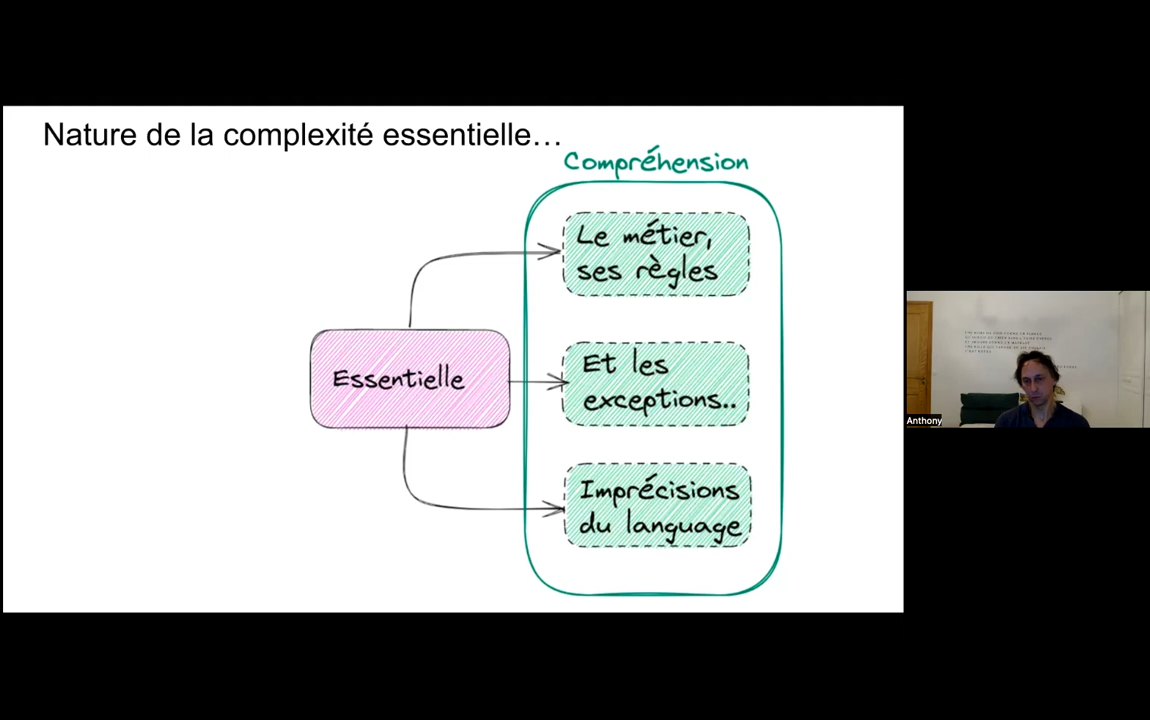 Nature de la complexité essentielle…
Compréhension
Le métier,
ses règles
Essentielle
Et les
exceptions..
Imprécisions
du language
Anthony